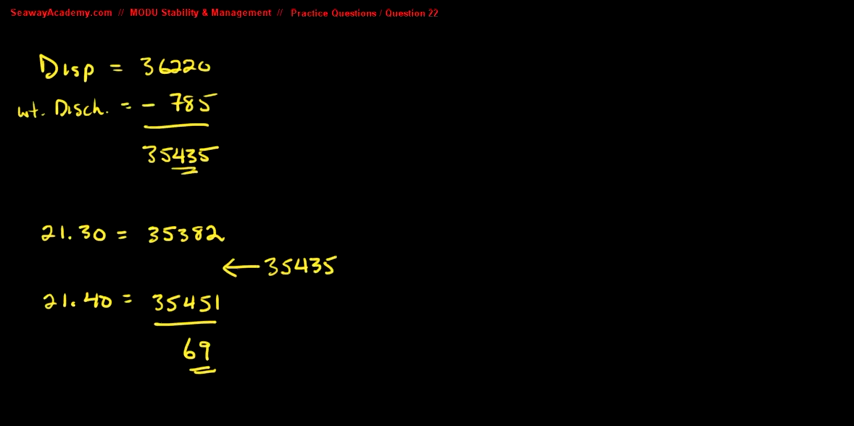 SeawayAcademy.com // MODU Stability & Management // Practice Questions / Question 22
Disp = 36220
wt. Disch. = - 785
35435
21.30 = 35382
← 35435
21.40 = 35451
69